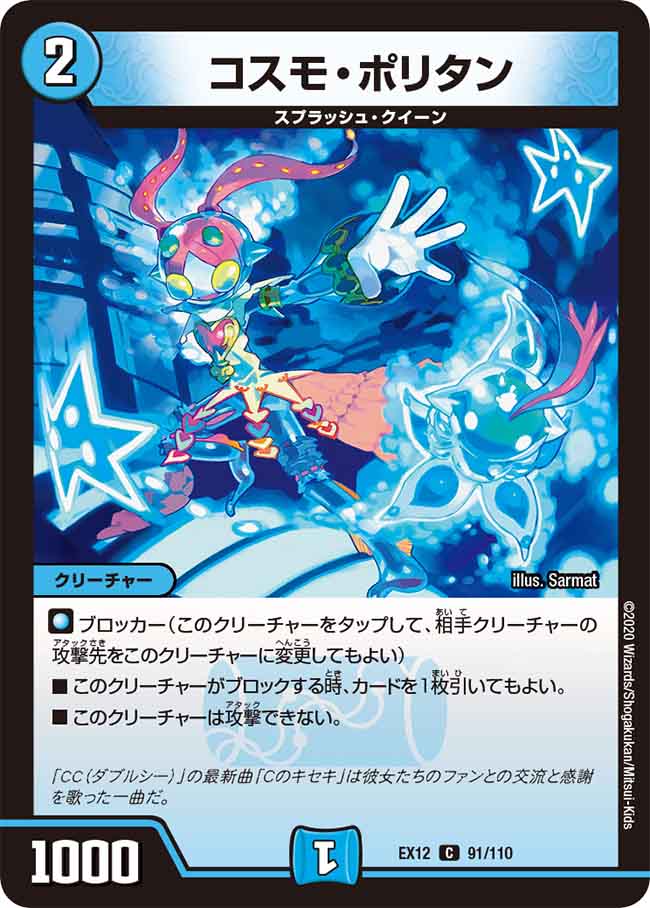 2
コスモ・ポリタン
スプラッシュ・クイーン
クリーチャー
illus. Sarmat
ブロッカー(このクリーチャーをタップして、相手クリーチャーの
攻撃先をこのクリーチャーに変更してもよい)
■ このクリーチャーがブロックする時、カードを1枚引いてもよい。
■ このクリーチャーは攻撃できない。
「CC(ダブルシー)」の最新曲「Cのキセキ」は彼女たちのファンとの交流と感謝
を歌った一曲だ。
©2020 Wizards/Shogakukan/Mitsui-Kids
1000
1
EX12 C 91/110